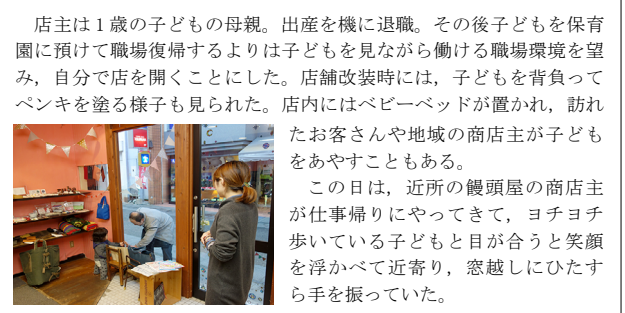 店主は1歳の子どもの母親。出産を機に退職。その後子どもを保育
園に預けて職場復帰するよりは子どもを見ながら働ける職場環境を望
み，自分で店を開くことにした。店舗改装時には，子どもを背負って
ペンキを塗る様子も見られた。店内にはベビーベッドが置かれ，訪れ
たお客さんや地域の商店主が子ども
をあやすこともある。
この日は，近所の饅頭屋の商店主
が仕事帰りにやってきて，ヨチヨチ
歩いている子どもと目が合うと笑顔
を浮かべて近寄り，窓越しにひたす
ら手を振っていた。